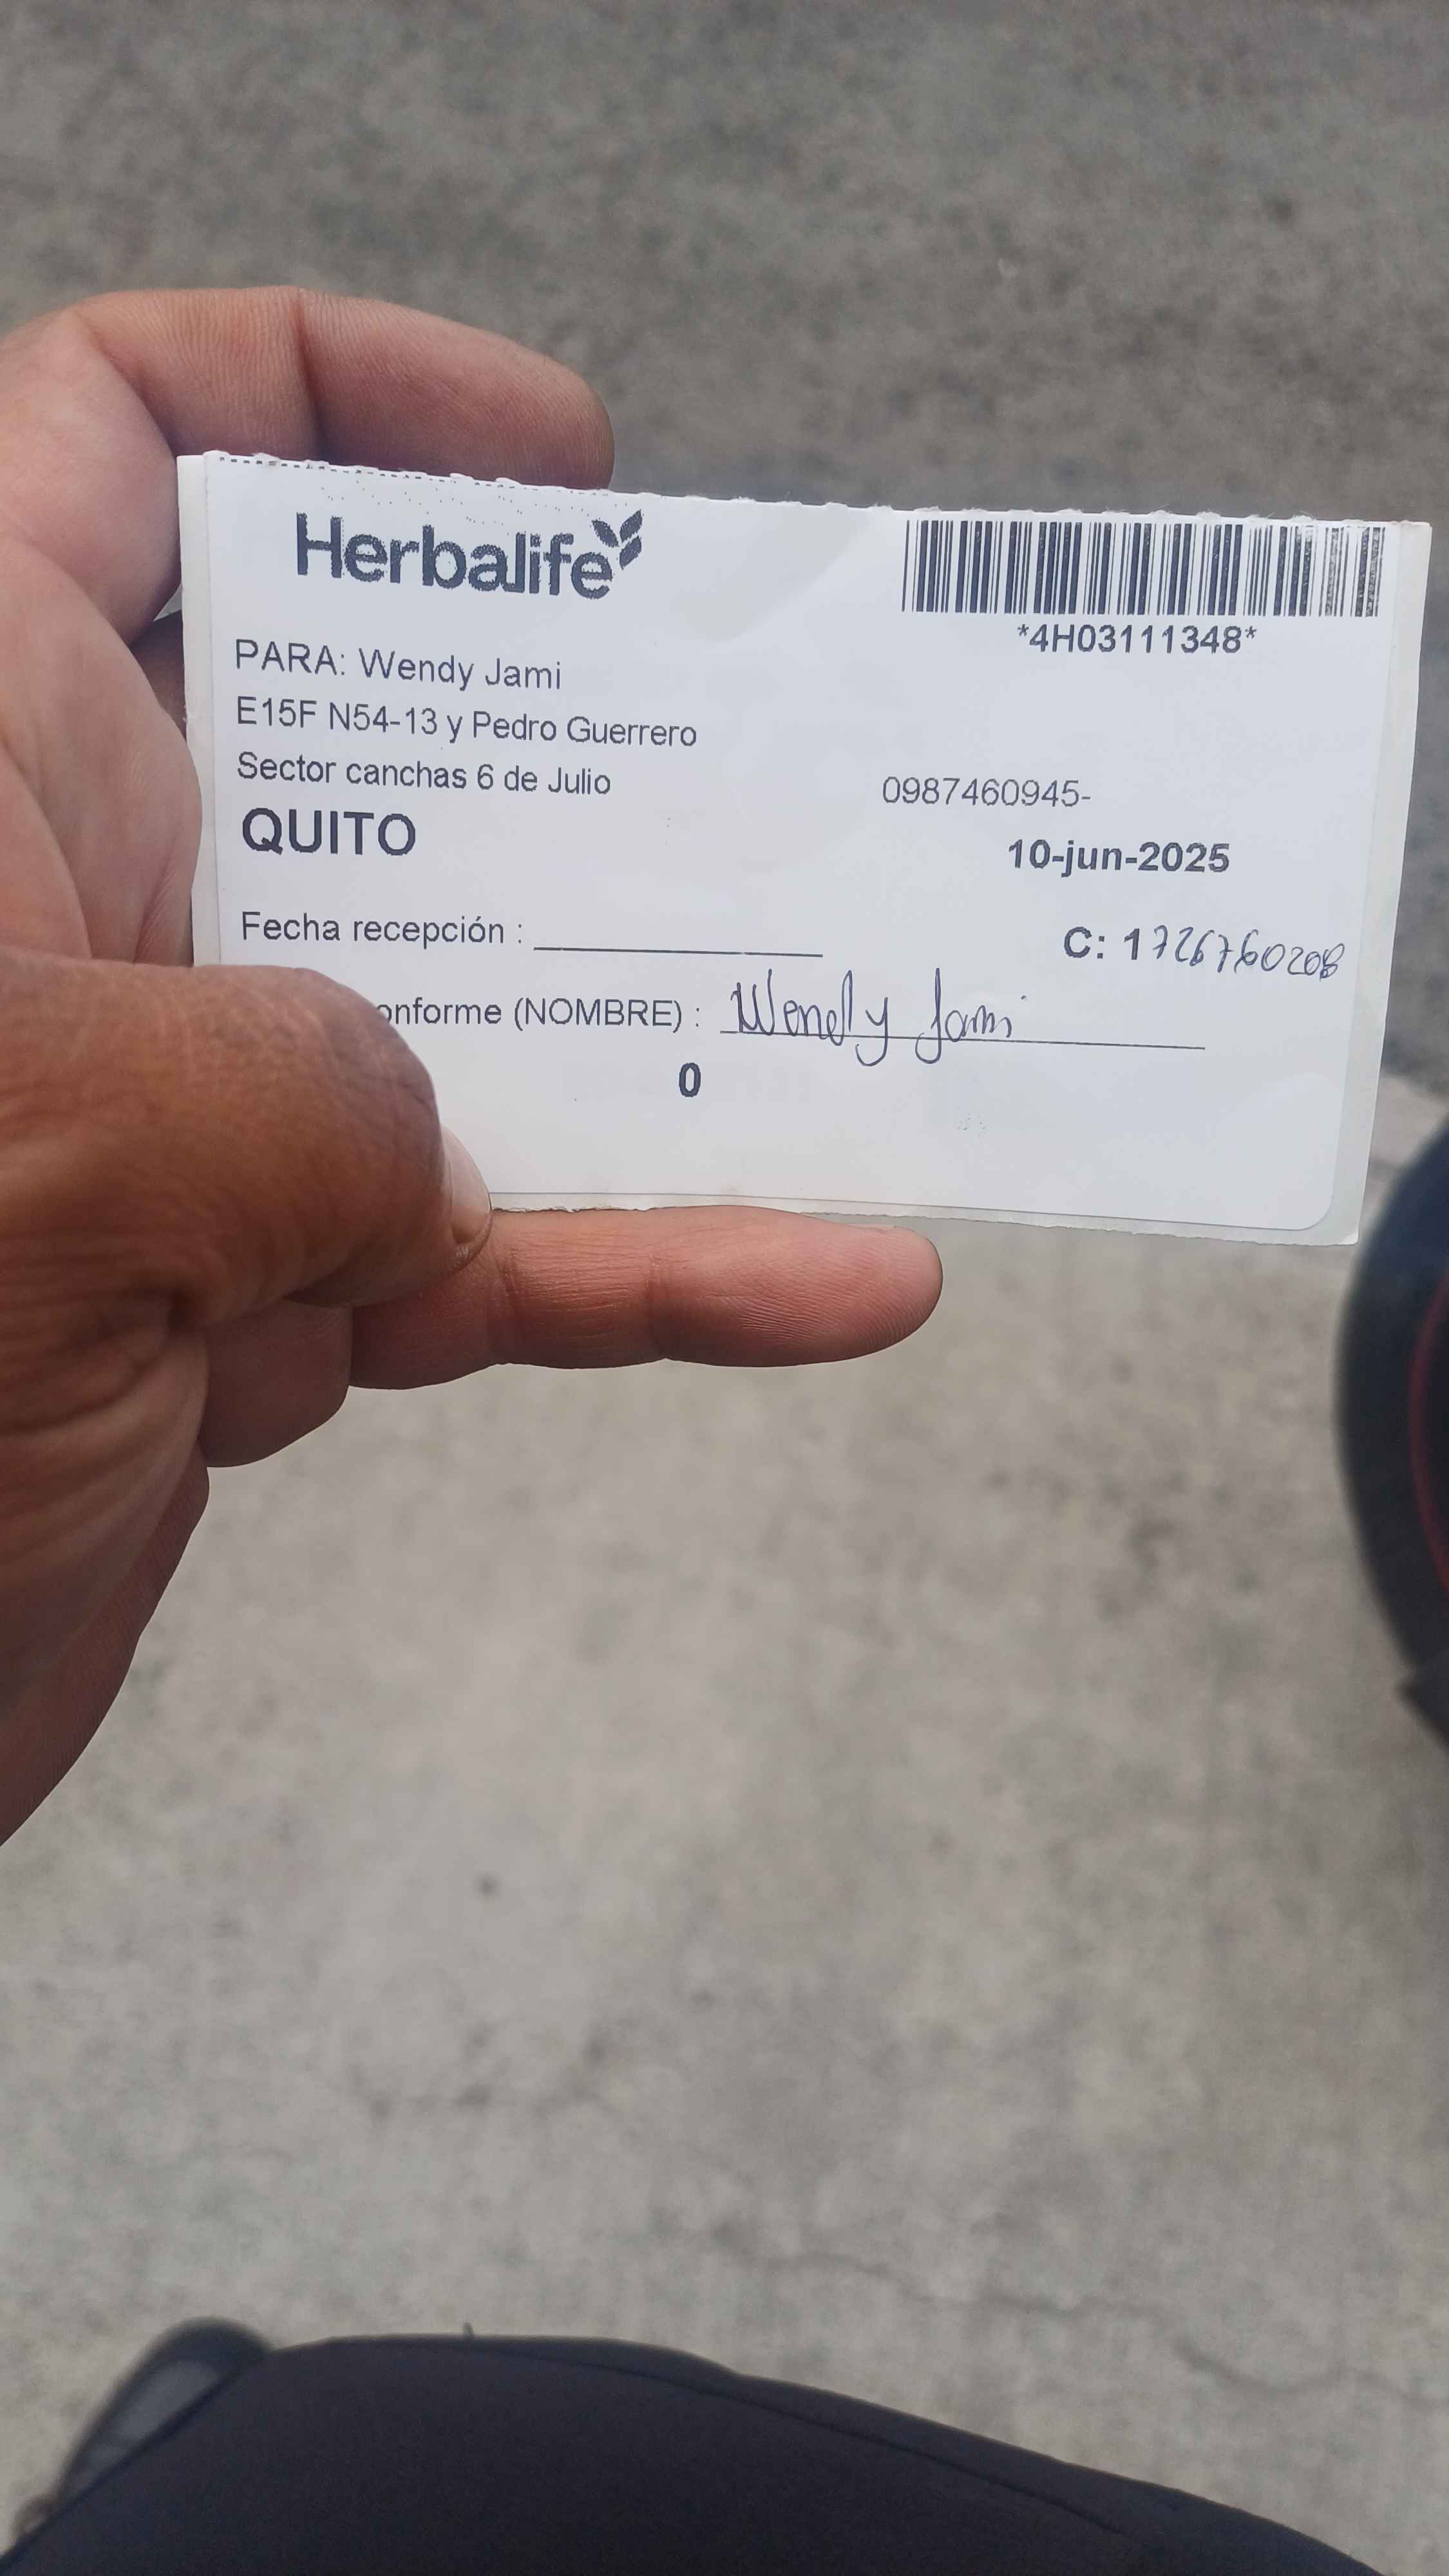 Herbalife
*4H03111348*
PARA: Wendy Jami
E15F N54-13 y Pedro Guerrero
Sector canchas 6 de Julio
0987460945-
QUITO
10-jun-2025
Fecha recepción :
C: 1726760208
onforme (NOMBRE) : Wendy Jami
0